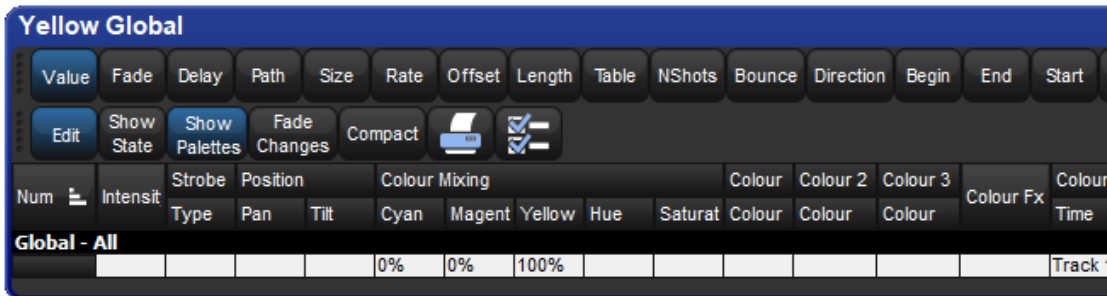 Yellow Global
Value Fade Delay Path Size Rate Offset Length Table NShots Bounce Direction Begin End Start
Edit Show State Show Palettes Fade Changes Compact
Num Intensit Strobe Position Colour Mixing Colour Colour 2 Colour 3 Colour Fx Colour
Type Pan Tilt Cyan Magent Yellow Hue Saturat Colour Colour Colour Time
Global - All
0% 0% 100% Track